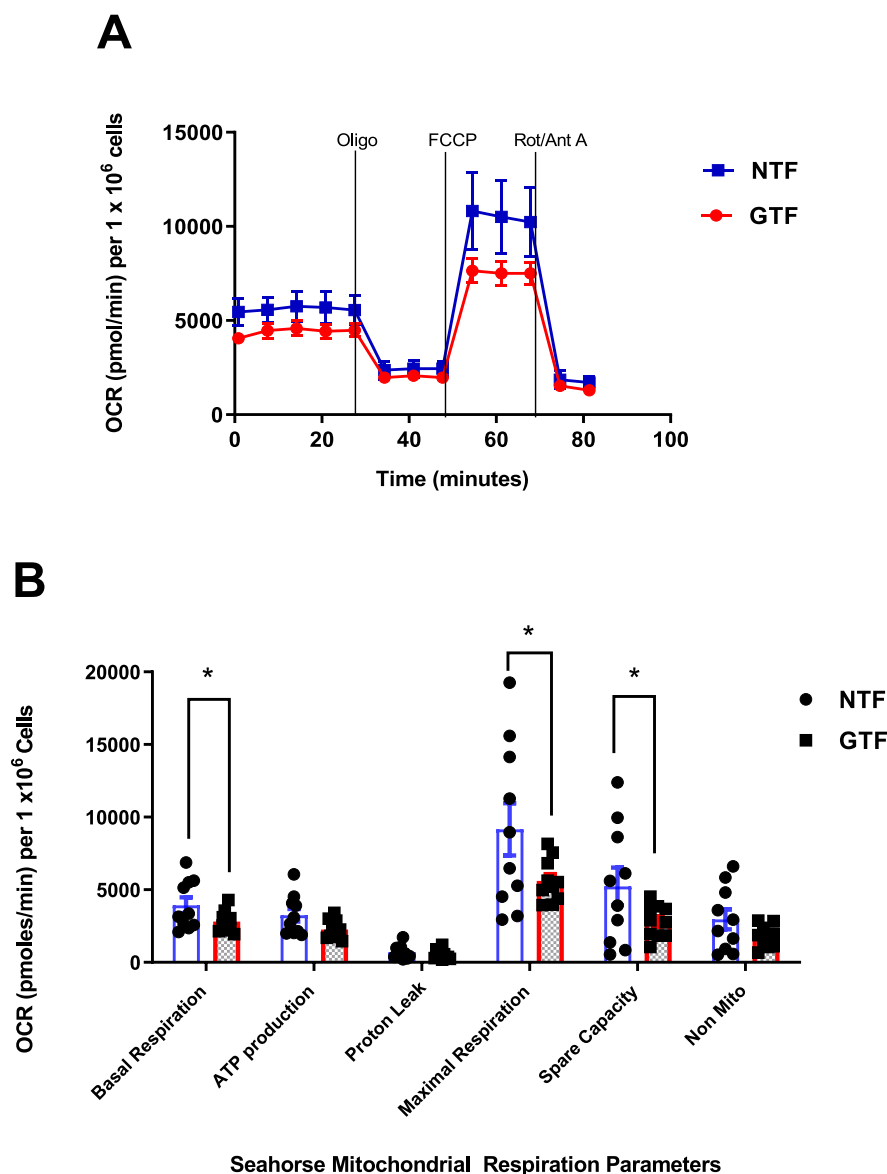 A
OCR (pmol/min) per 1 x 10⁶ cells
15000
10000
5000
0
Oligo
FCCP
Rot/Ant A
NTF
GTF
0
20
40
60
80
100
Time (minutes)
B
OCR (pmoles/min) per 1 x10⁶ Cells
20000
15000
10000
5000
0
*
*
*
NTF
GTF
Basal Respiration
ATP production
Proton Leak
Maximal Respiration
Spare Capacity
Non Mito
Seahorse Mitochondrial Respiration Parameters